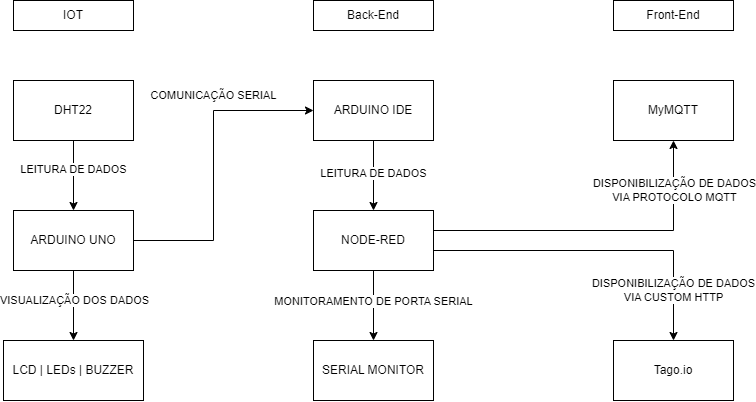 IOT
Back-End
Front-End
COMUNICAÇÃO SERIAL
DHT22
ARDUINO IDE
MyMQTT
LEITURA DE DADOS
LEITURA DE DADOS
DISPONIBILIZAÇÃO DE DADOS
VIA PROTOCOLO MQTT
ARDUINO UNO
NODE-RED
VISUALIZAÇÃO DOS DADOS
MONITORAMENTO DE PORTA SERIAL
DISPONIBILIZAÇÃO DE DADOS
VIA CUSTOM HTTP
LCD | LEDs | BUZZER
SERIAL MONITOR
Tago.io